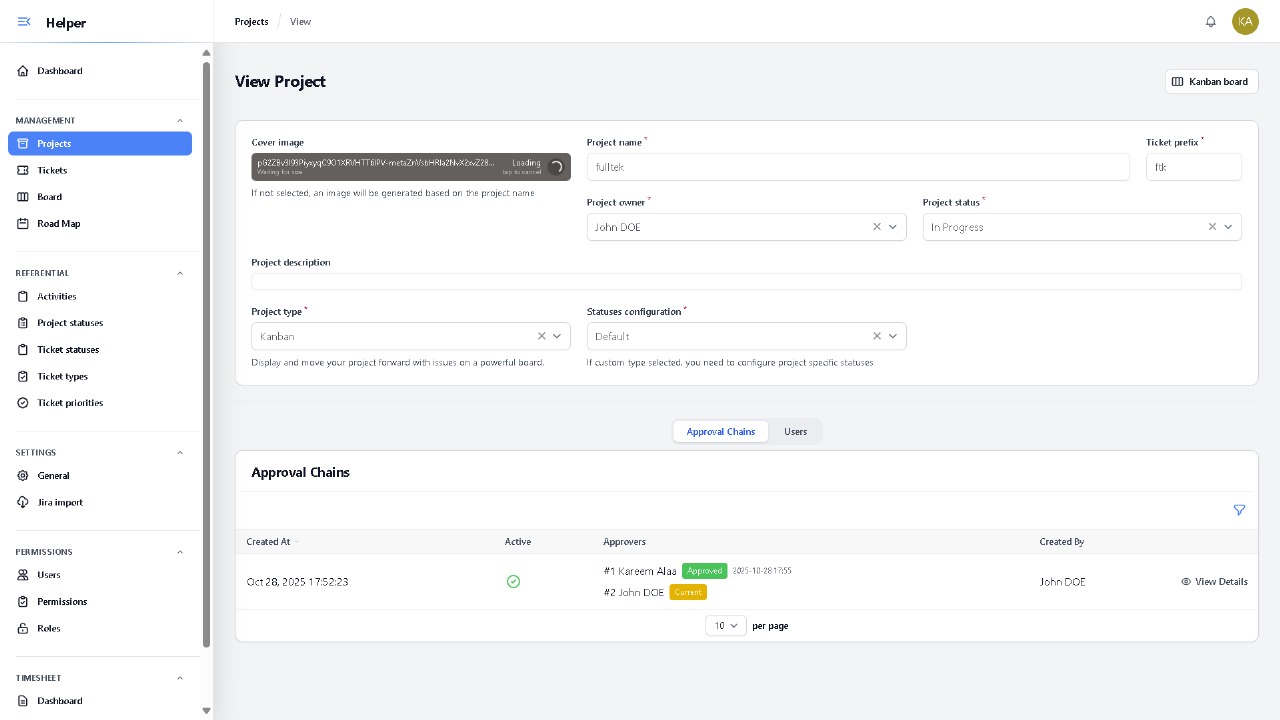 Helper
Projects / View
KA
Dashboard
MANAGEMENT
Projects
Tickets
Board
Road Map
REFERENTIAL
Activities
Project statuses
Ticket statuses
Ticket types
Ticket priorities
SETTINGS
General
Jira import
PERMISSIONS
Users
Permissions
Roles
TIMESHEET
Dashboard
View Project
Kanban board
Cover image
Loading
Waiting for size
tap to cancel
If not selected, an image will be generated based on the project name
Project name *
fulltek
Ticket prefix *
ftk
Project owner *
John DOE
Project status *
In Progress
Project description
Project type *
Kanban
Display and move your project forward with issues on a powerful board.
Statuses configuration *
Default
If custom type selected, you need to configure project specific statuses
Approval Chains Users
Approval Chains
Created At Active Approvers Created By
Oct 28, 2025 17:52:23
#1 Kareem Alaa Approved 2025-10-28 17:55
#2 John DOE Current
John DOE
View Details
10 per page